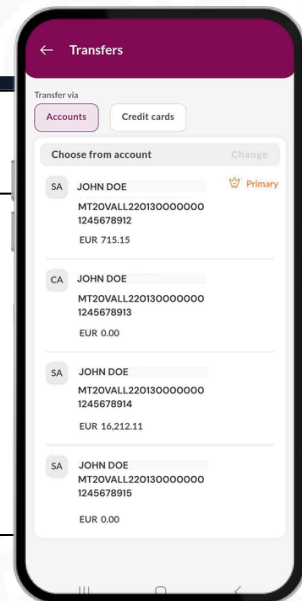 Transfers
Transfer via
Accounts Credit cards
Choose from account Change
SA JOHN DOE Primary
MT20VALL220130000000
1245678912
EUR 715.15
CA JOHN DOE
MT20VALL220130000000
1245678913
EUR 0.00
SA JOHN DOE
MT20VALL220130000000
1245678914
EUR 16,212.11
SA JOHN DOE
MT20VALL220130000000
1245678915
EUR 0.00